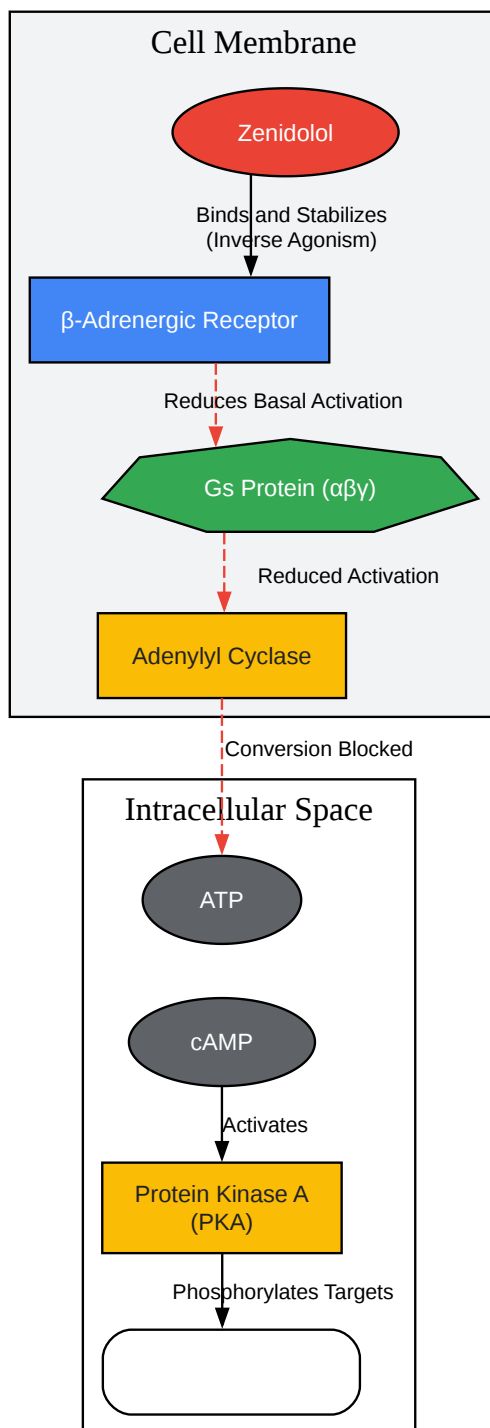 Cell Membrane
Zenidolol
Binds and Stabilizes
(Inverse Agonism)
β-Adrenergic Receptor
Reduces Basal Activation
Gs Protein (αβγ)
Reduced Activation
Adenylyl Cyclase
Conversion Blocked
Intracellular Space
ATP
cAMP
Activates
Protein Kinase A
(PKA)
Phosphorylates Targets